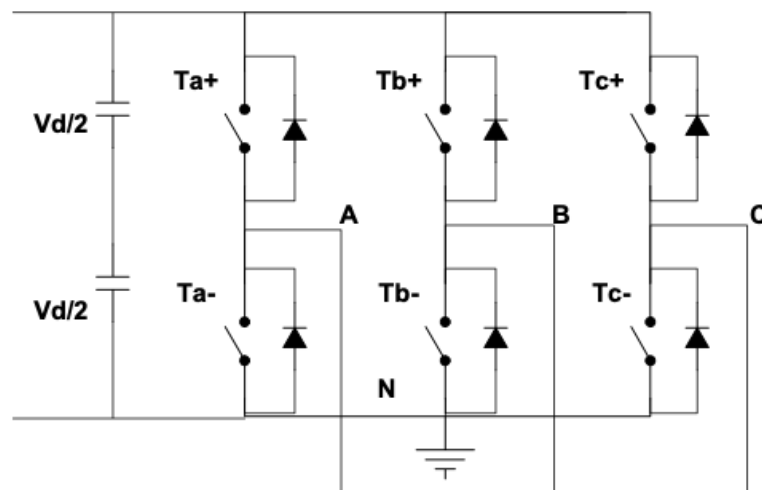 Ta+
Tb+
Tc+
Vd/2
A
B
C
Ta-
Tb-
Tc-
Vd/2
N